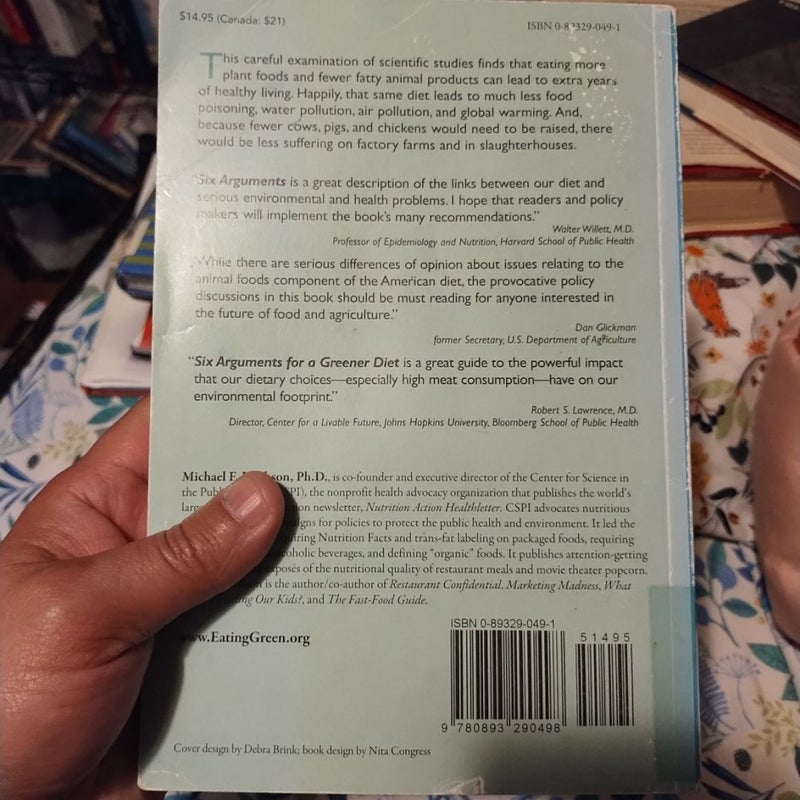 $14.95 (Canada: $21)
ISBN 0-89329-049-1
This careful examination of scientific studies finds that eating more
plant foods and fewer fatty animal products can lead to extra years
of healthy living. Happily, that same diet leads to much less food
poisoning, water pollution, air pollution, and global warming. And,
because fewer cows, pigs, and chickens would need to be raised, there
would be less suffering on factory farms and in slaughterhouses.
"Six Arguments is a great description of the links between our diet and
serious environmental and health problems. I hope that readers and policy
makers will implement the book's many recommendations."
Walter Willett, M.D.
Professor of Epidemiology and Nutrition, Harvard School of Public Health
"While there are serious differences of opinion about issues relating to the
animal foods component of the American diet, the provocative policy
discussions in this book should be must reading for anyone interested in
the future of food and agriculture."
Dan Glickman
former Secretary, U.S. Department of Agriculture
"Six Arguments for a Greener Diet is a great guide to the powerful impact
that our dietary choices—especially high meat consumption—have on our
environmental footprint."
Robert S. Lawrence, M.D.
Director, Center for a Livable Future, Johns Hopkins University, Bloomberg School of Public Health
Michael F. son, Ph.D., is co-founder and executive director of the Center for Science in
the Pub PI), the nonprofit health advocacy organization that publishes the world's
larg on newsletter, Nutrition Action Healthletter. CSPI advocates nutritious
igns for policies to protect the public health and environment. It led the
iring Nutrition Facts and trans-fat labeling on packaged foods, requiring
oholic beverages, and defining "organic" foods. It publishes attention-getting
exposés of the nutritional quality of restaurant meals and movie theater popcorn.
is the author/co-author of Restaurant Confidential, Marketing Madness, What
ng Our Kids?, and The Fast-Food Guide.
www.EatingGreen.org
ISBN 0-89329-049-1
51495
9 780893 290498
Cover design by Debra Brink; book design by Nita Congress